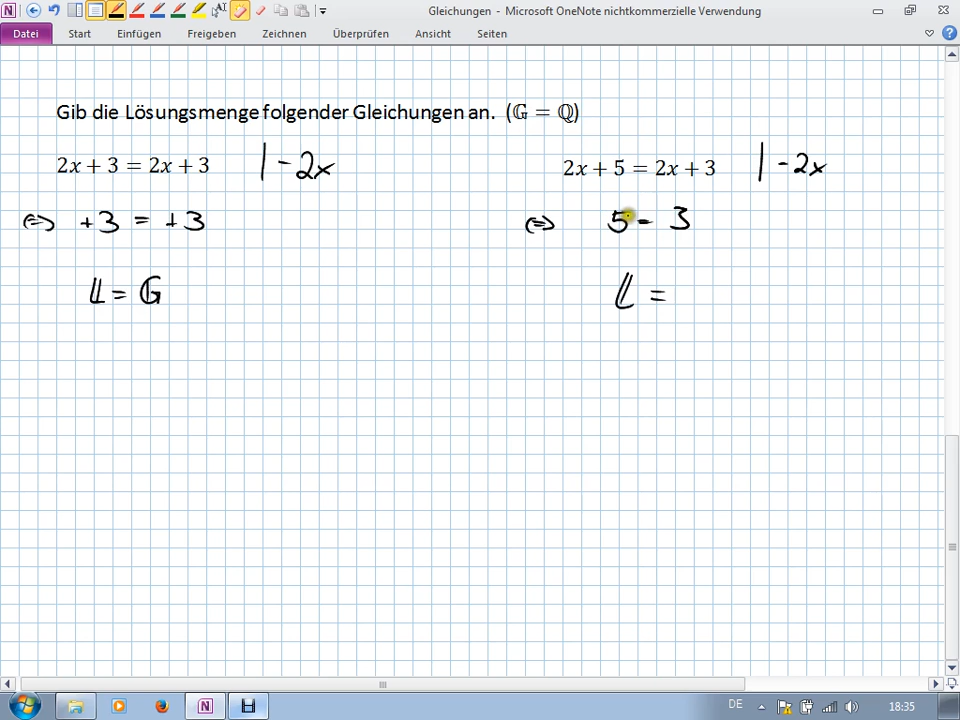 Gleichungen - Microsoft OneNote nichtkommerzielle Verwendung
Datei Start Einfügen Freigeben Zeichnen Überprüfen Ansicht Seiten
Gib die Lösungsmenge folgender Gleichungen an. (𝔾 = ℚ)
2x + 3 = 2x + 3 | - 2x
⇔ +3 = +3
𝕃 = 𝔾
2x + 5 = 2x + 3 | - 2x
⇔ 5 = 3
𝕃 =
DE 18:35